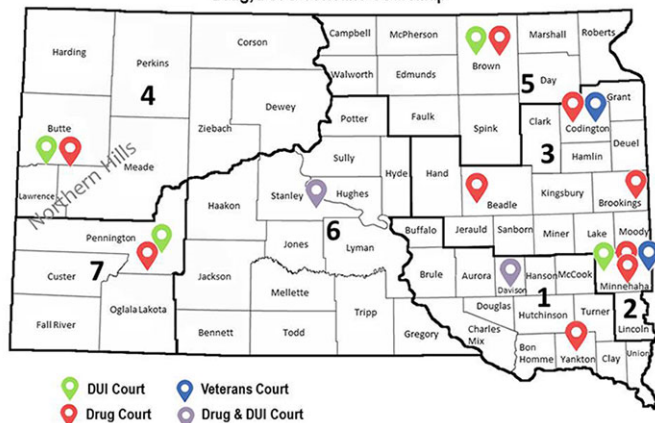 Harding
Perkins
Corson
Campbell
McPherson
Brown
Marshall
Roberts
Walworth
Edmunds
5
Day
4
Dewey
Grant
Butte
Ziebach
Potter
Faulk
Spink
Clark
Codington
Meade
Sully
3
Hamlin
Deuel
Northern Hills
Lawrence
Haakon
Stanley
Hughes
Hyde
Hand
Beadle
Kingsbury
Brookings
Pennington
6
Buffalo
Jerauld
Sanborn
Miner
Lake
Moody
Jones
Lyman
7
Custer
Jackson
Brule
Aurora
Davison
Hanson
McCook
Minnehaha
Oglala Lakota
Mellette
1
2
Fall River
Bennett
Todd
Tripp
Gregory
Douglas
Charles
Mix
Hutchinson
Turner
Lincoln
Bon
Homme
Yankton
Clay
Union
DUI Court
Veterans Court
Drug Court
Drug & DUI Court